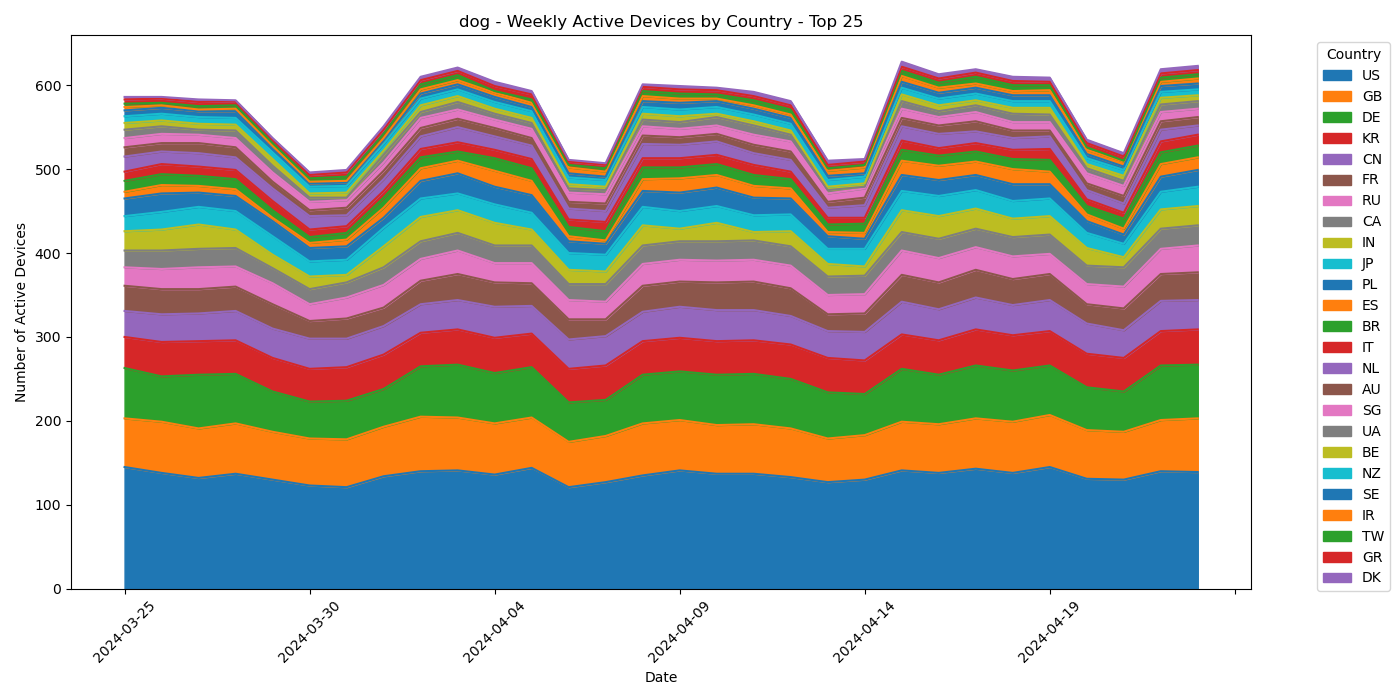 dog - Weekly Active Devices by Country - Top 25
Number of Active Devices
600
500
400
300
200
100
0
2024-03-25
2024-03-30
2024-04-04
2024-04-09
2024-04-14
2024-04-19
Date
Country
US
GB
DE
KR
CN
FR
RU
CA
IN
JP
PL
ES
BR
IT
NL
AU
SG
UA
BE
NZ
SE
IR
TW
GR
DK